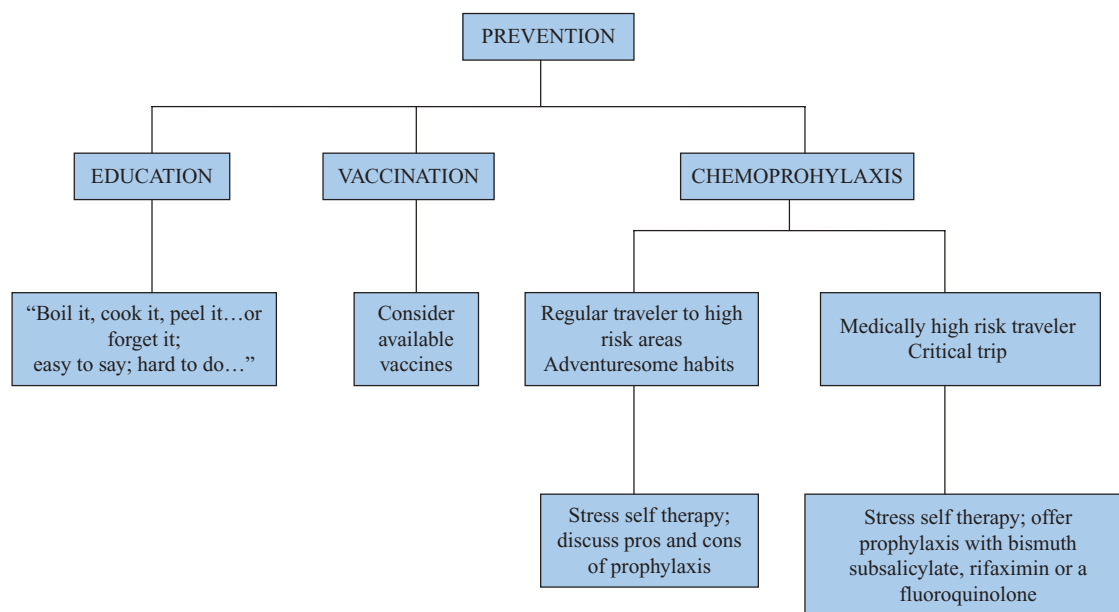 PREVENTION
EDUCATION
VACCINATION
CHEMOPROHYLAXIS
“Boil it, cook it, peel it…or
forget it;
easy to say; hard to do…”
Consider
available
vaccines
Regular traveler to high
risk areas
Adventuresome habits
Medically high risk traveler
Critical trip
Stress self therapy;
discuss pros and cons
of prophylaxis
Stress self therapy; offer
prophylaxis with bismuth
subsalicylate, rifaximin or a
fluoroquinolone